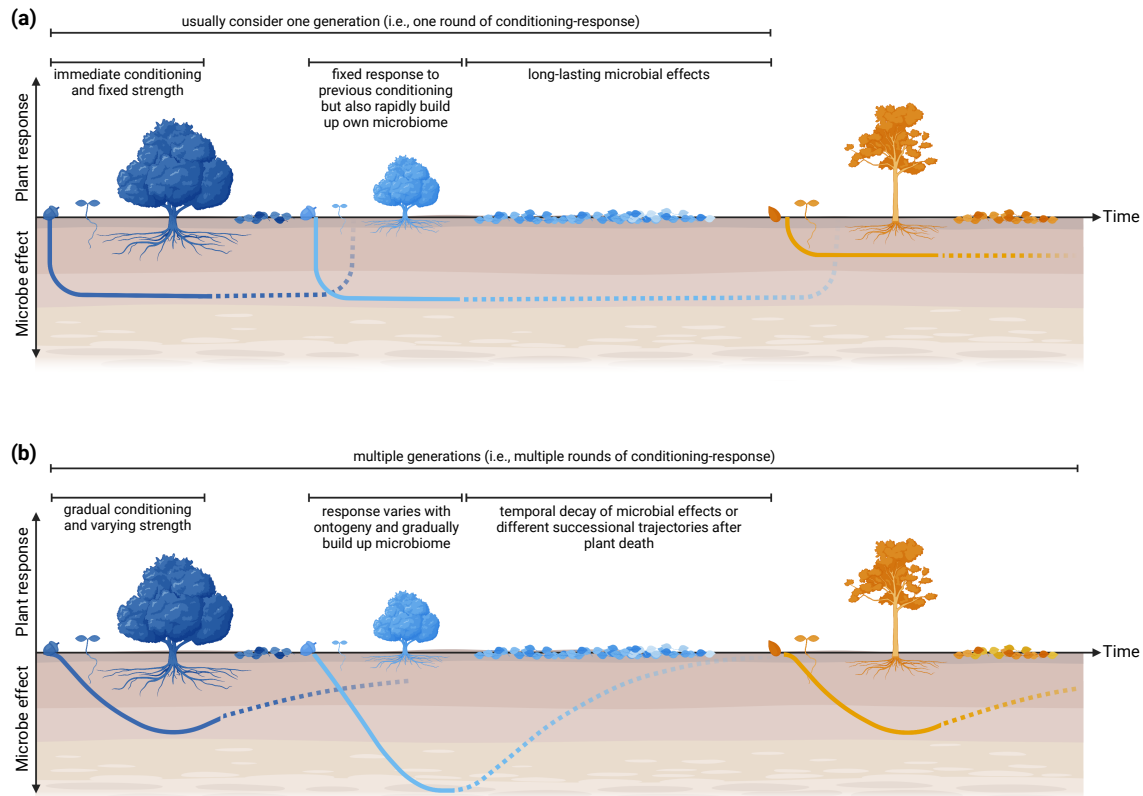 (a)
usually consider one generation (i.e., one round of conditioning-response)
immediate conditioning
and fixed strength
fixed response to
previous conditioning
but also rapidly build
up own microbiome
long-lasting microbial effects
Plant response
Microbe effect
Time
(b)
multiple generations (i.e., multiple rounds of conditioning-response)
gradual conditioning
and varying strength
response varies with
ontogeny and gradually
build up microbiome
temporal decay of microbial effects or
different successional trajectories after
plant death
Plant response
Microbe effect
Time